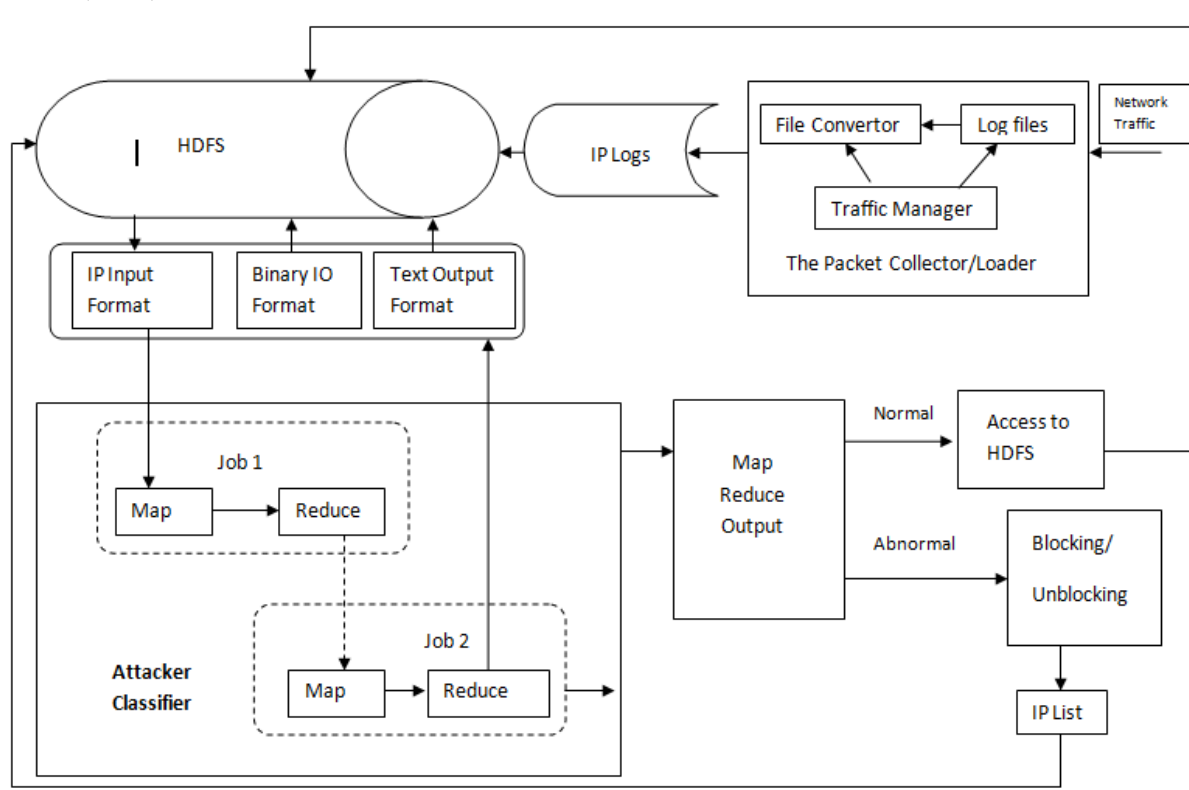 Network
Traffic
File Convertor
Log files
HDFS
IP Logs
Traffic Manager
The Packet Collector/Loader
IP Input
Format
Binary IO
Format
Text Output
Format
Job 1
Map
Reduce
Map
Reduce
Output
Normal
Access to
HDFS
Abnormal
Blocking/
Unblocking
Job 2
Map
Reduce
Attacker
Classifier
IP List